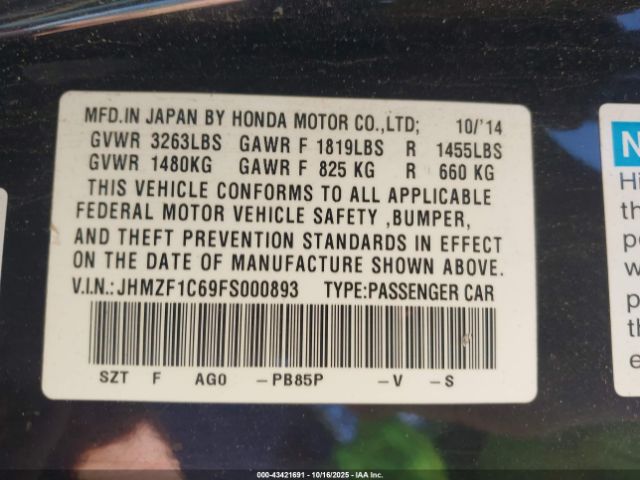 MFD.IN JAPAN BY HONDA MOTOR CO.,LTD; 10/'14
GVWR 3263LBS GAWR F 1819LBS R 1455LBS
GVWR 1480KG GAWR F 825 KG R 660 KG
THIS VEHICLE CONFORMS TO ALL APPLICABLE
FEDERAL MOTOR VEHICLE SAFETY ,BUMPER,
AND THEFT PREVENTION STANDARDS IN EFFECT
ON THE DATE OF MANUFACTURE SHOWN ABOVE.
V.I.N.:JHMZF1C69FS000893 TYPE:PASSENGER CAR
SZT F AG0 -PB85P -V -S
000-43421691 | 10/16/2025 | IAA Inc.